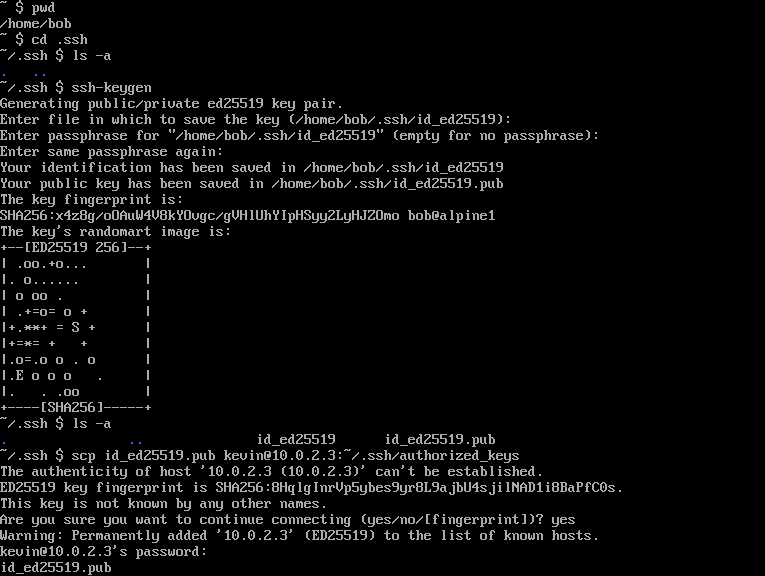 ~ $ pwd
/home/bob
~ $ cd .ssh
~/.ssh $ ls -a
.   ..
~/.ssh $ ssh-keygen
Generating public/private ed25519 key pair.
Enter file in which to save the key (/home/bob/.ssh/id_ed25519):
Enter passphrase for "/home/bob/.ssh/id_ed25519" (empty for no passphrase):
Enter same passphrase again:
Your identification has been saved in /home/bob/.ssh/id_ed25519
Your public key has been saved in /home/bob/.ssh/id_ed25519.pub
The key fingerprint is:
SHA256:x4z8g/oOAuW4V8kYOvgc/gVHlUhYIpHSyy2LyHJZOmo bob@alpine1
The key's randomart image is:
+--[ED25519 256]--+
| .oo.+o...       |
|. o......        |
| o oo .          |
| .+=o= o +       |
|+.**+ = S +      |
|+=*= +   +       |
|.o=.o o . o      |
|.E o o o   .     |
|.   . .oo        |
+----[SHA256]-----+
~/.ssh $ ls -a
.               ..              id_ed25519      id_ed25519.pub
~/.ssh $ scp id_ed25519.pub kevin@10.0.2.3:~/.ssh/authorized_keys
The authenticity of host '10.0.2.3 (10.0.2.3)' can't be established.
ED25519 key fingerprint is SHA256:8HqlgInrVp5ybes9yr8L9ajbU4sjilNAD1i8BaPfC0s.
This key is not known by any other names.
Are you sure you want to continue connecting (yes/no/[fingerprint])? yes
Warning: Permanently added '10.0.2.3' (ED25519) to the list of known hosts.
kevin@10.0.2.3's password:
id_ed25519.pub